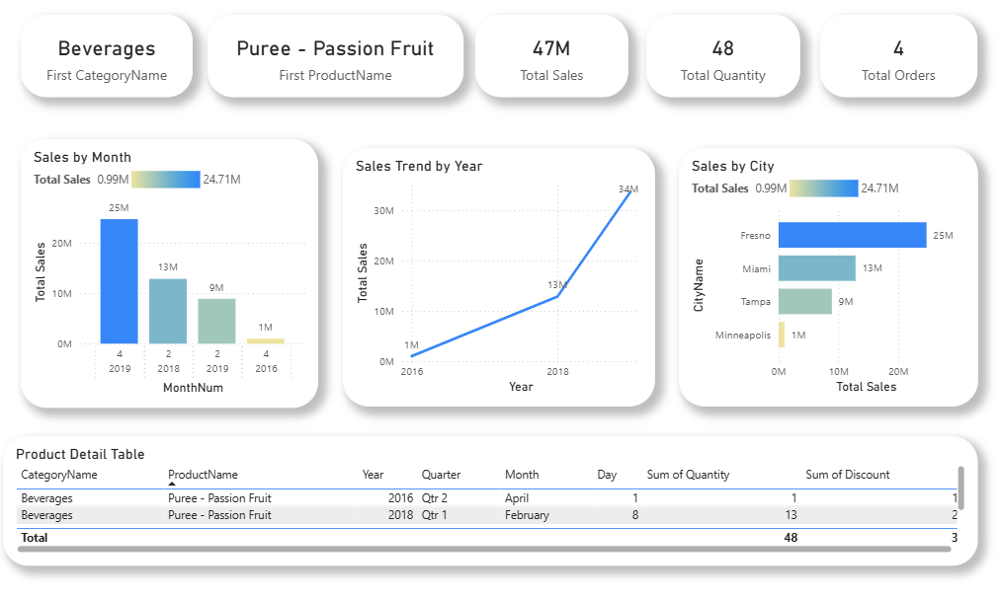 Beverages
First CategoryName
Puree - Passion Fruit
First ProductName
47M
Total Sales
48
Total Quantity
4
Total Orders
Sales by Month
Total Sales 0.99M 24.71M
Total Sales
20M
10M
0M
25M
13M
9M
1M
4 2 2 4
2019 2018 2019 2016
MonthNum
Sales Trend by Year
Total Sales
30M
20M
10M
0M
1M
13M
34M
2016 2018
Year
Sales by City
Total Sales 0.99M 24.71M
CityName
Fresno 25M
Miami 13M
Tampa 9M
Minneapolis 1M
0M 10M 20M
Total Sales
Product Detail Table
CategoryName ProductName Year Quarter Month Day Sum of Quantity Sum of Discount
Beverages Puree - Passion Fruit 2016 Qtr 2 April 1 1 1
Beverages Puree - Passion Fruit 2018 Qtr 1 February 8 13 2
Total 48 3